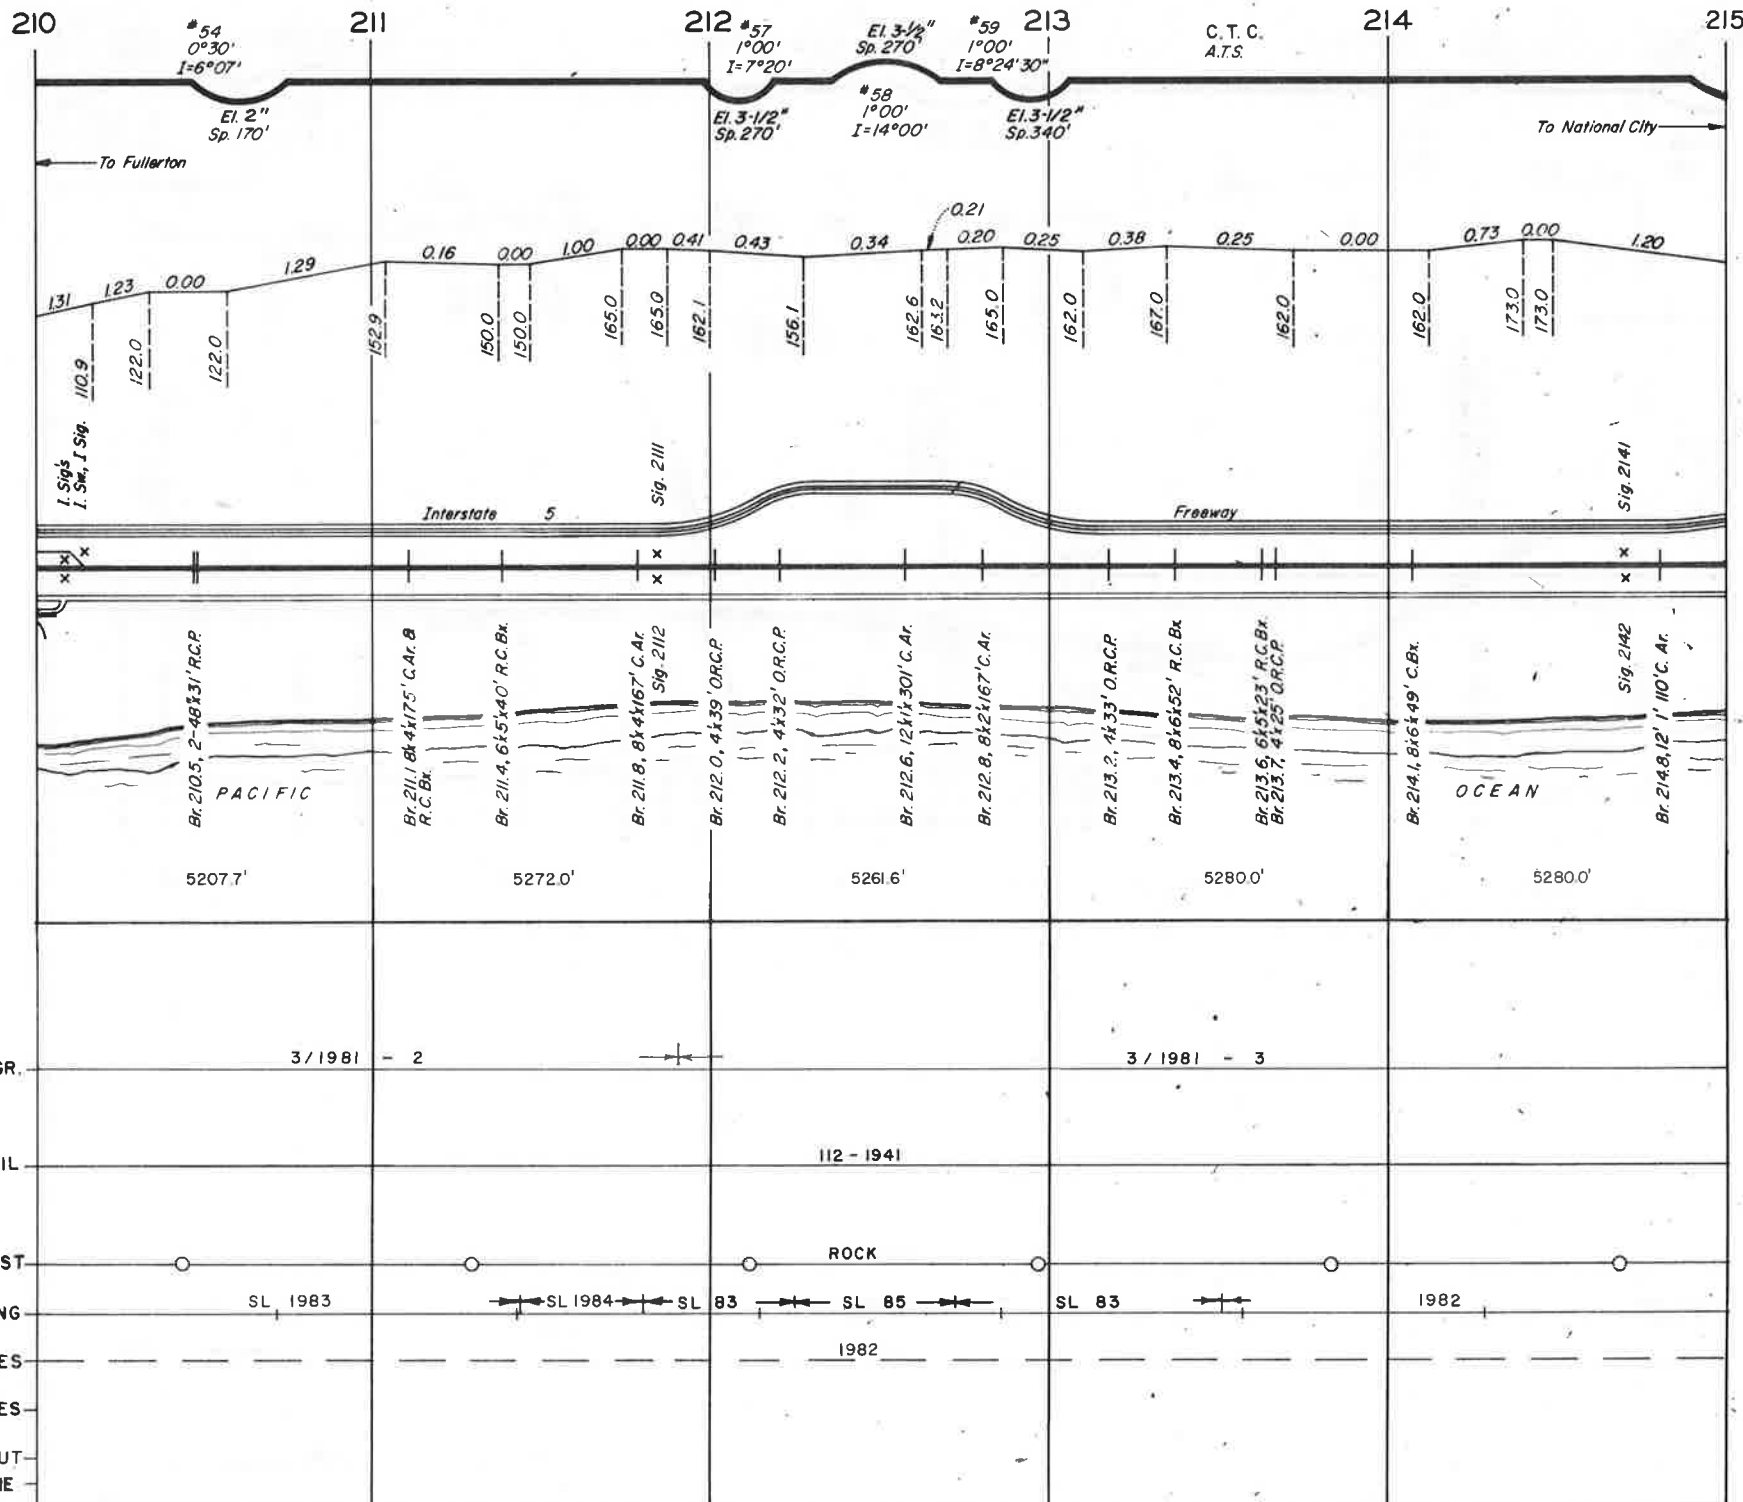 210 211 212 213 214 215
#54
0°30'
I=6°07'
El. 2"
Sp. 170'
#57
1°00'
I=7°20'
El. 3-1/2"
Sp. 270'
El. 3-1/2"
Sp. 270'
#58
1°00'
I=14°00'
#59
1°00'
I=8°24'30"
El. 3-1/2"
Sp. 340'
C. T. C.
A.T.S.
To Fullerton
To National City
1.31 1.23 0.00 1.29 0.16 0.00 1.00 0.00 0.41 0.43 0.34 0.21 0.20 0.25 0.38 0.25 0.00 0.73 0.00 1.20
110.9 122.0 122.0 152.9 150.0 150.0 165.0 165.0 162.1 156.1 162.6 163.2 165.0 162.0 167.0 162.0 162.0 173.0 173.0
I. Sig's
I. Sw., I Sig.
Sig. 2111
Sig. 2141
Interstate 5 Freeway
Br. 210.5, 2-48"x31' R.C.P.
Br. 211.1 8'x4'x175' C.Ar. &
R.C. Bx.
Br. 211.4, 6'x5'x40' R.C. Bx.
Br. 211.8, 8'x4'x167' C.Ar.
Sig. 2112
Br. 212.0, 4'x39' O.R.C.P.
Br. 212.2, 4'x32' O.R.C.P.
Br. 212.6, 12'x1'x301' C.Ar.
Br. 212.8, 8'x2'x167' C.Ar.
Br. 213.2, 4'x33' O.R.C.P.
Br. 213.4, 8'x6'x52' R.C. Bx
Br. 213.6, 6'x5'x23' R.C. Bx.
Br. 213.7, 4'x25' O.R.C.P.
Br. 214.1, 8'x6'x49' C.Bx.
Sig. 2142
Br. 214.8, 12' 1' 110' C. Ar.
PACIFIC OCEAN
5207.7' 5272.0' 5261.6' 5280.0' 5280.0'
GR. 3/1981 - 2 3/1981 - 3
IL 112-1941
ST ROCK
NG SL 1983 SL 1984 SL 83 SL 85 SL 83 1982
ES 1982
ES
UT
IE